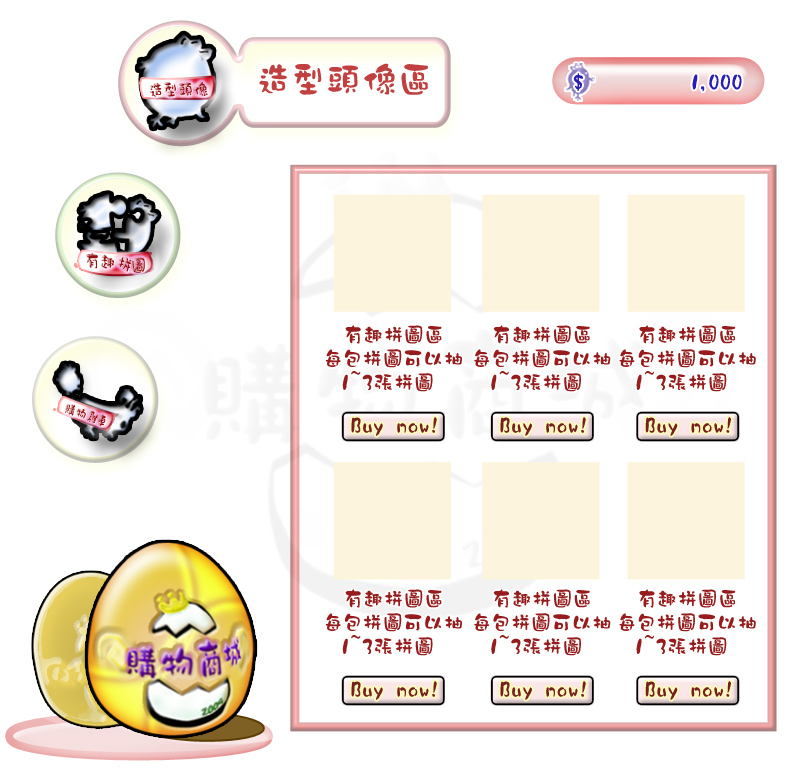 造型頭像
造型頭像區
$
1,000
有趣拼圖
購物列車
有趣拼圖區
每包拼圖可以抽
1~3張拼圖
Buy now!
有趣拼圖區
每包拼圖可以抽
1~3張拼圖
Buy now!
有趣拼圖區
每包拼圖可以抽
1~3張拼圖
Buy now!
有趣拼圖區
每包拼圖可以抽
1~3張拼圖
Buy now!
有趣拼圖區
每包拼圖可以抽
1~3張拼圖
Buy now!
有趣拼圖區
每包拼圖可以抽
1~3張拼圖
Buy now!
購物商城
購物商城